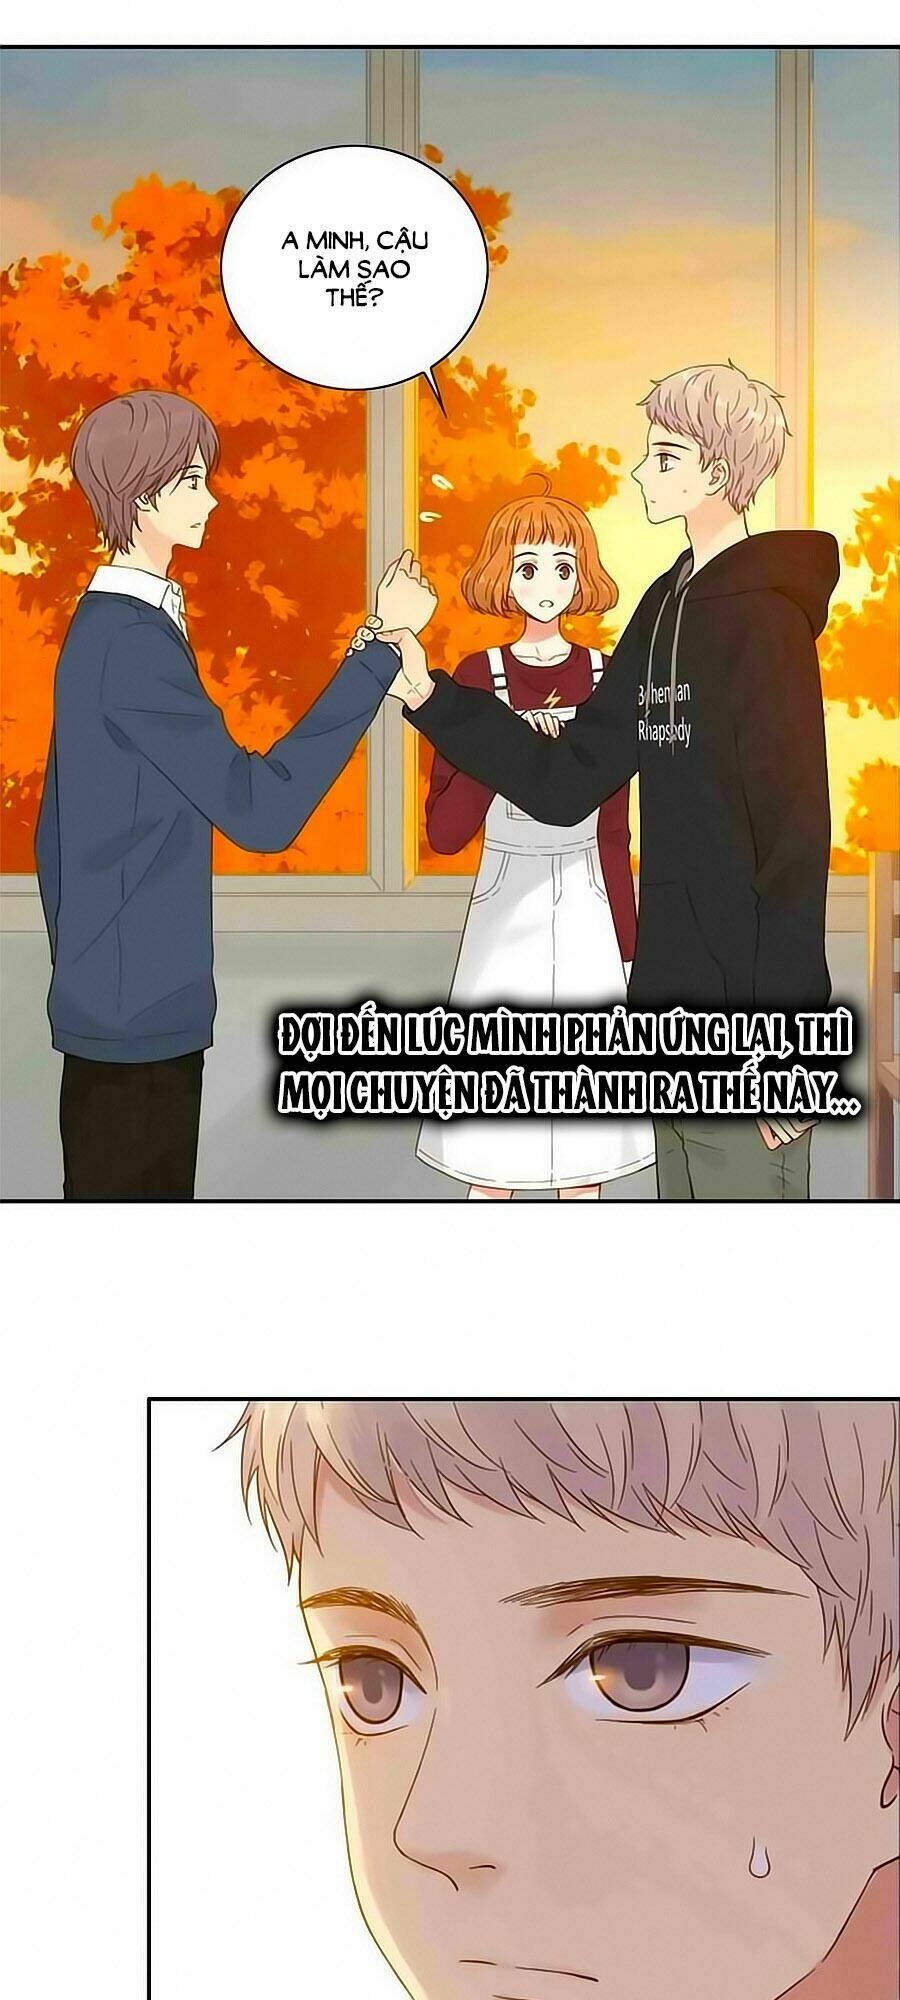 A MINH, CẬU
LÀM SAO
THẾ?
Bohemian
Rhapsody
ĐỢI ĐẾN LÚC MÌNH PHẢN ỨNG LẠI, THÌ
MỌI CHUYỆN ĐÃ THÀNH RA THẾ NÀY...